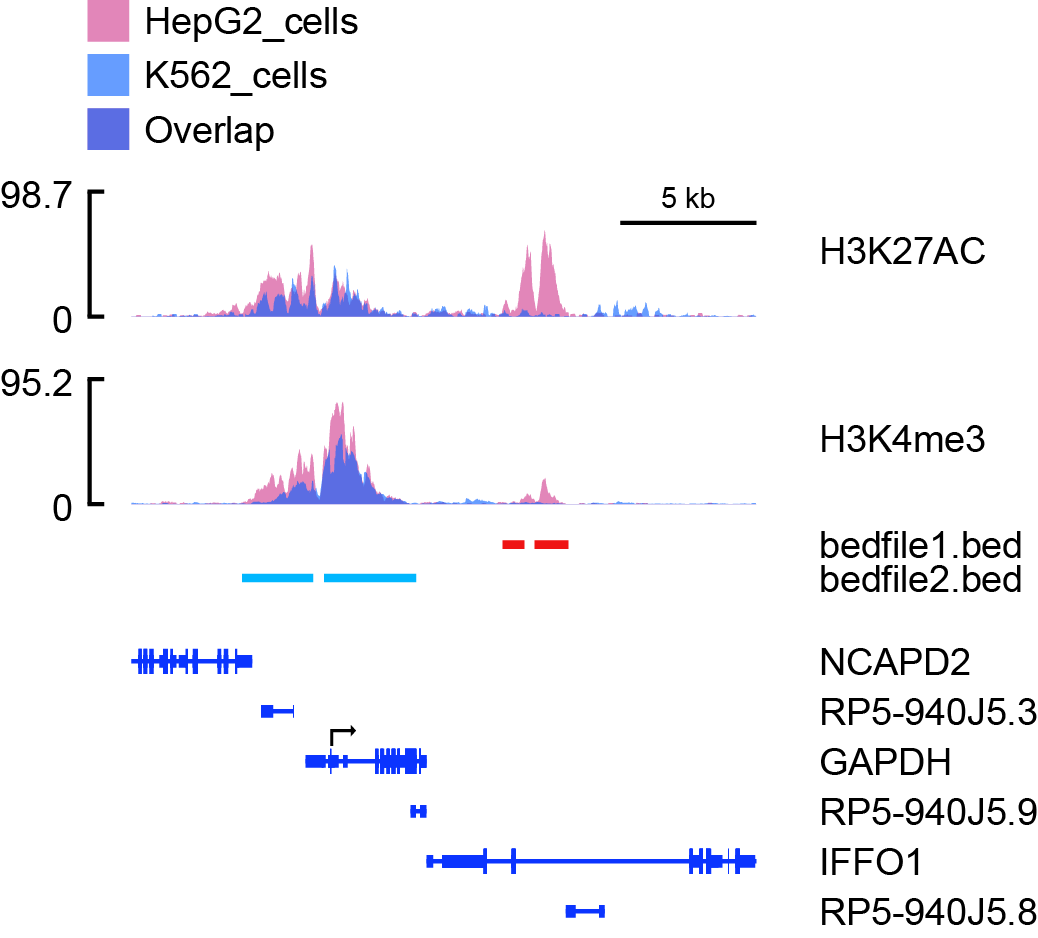 HepG2_cells
K562_cells
Overlap
98.7
5 kb
H3K27AC
0
95.2
H3K4me3
0
bedfile1.bed
bedfile2.bed
NCAPD2
RP5-940J5.3
GAPDH
RP5-940J5.9
IFFO1
RP5-940J5.8